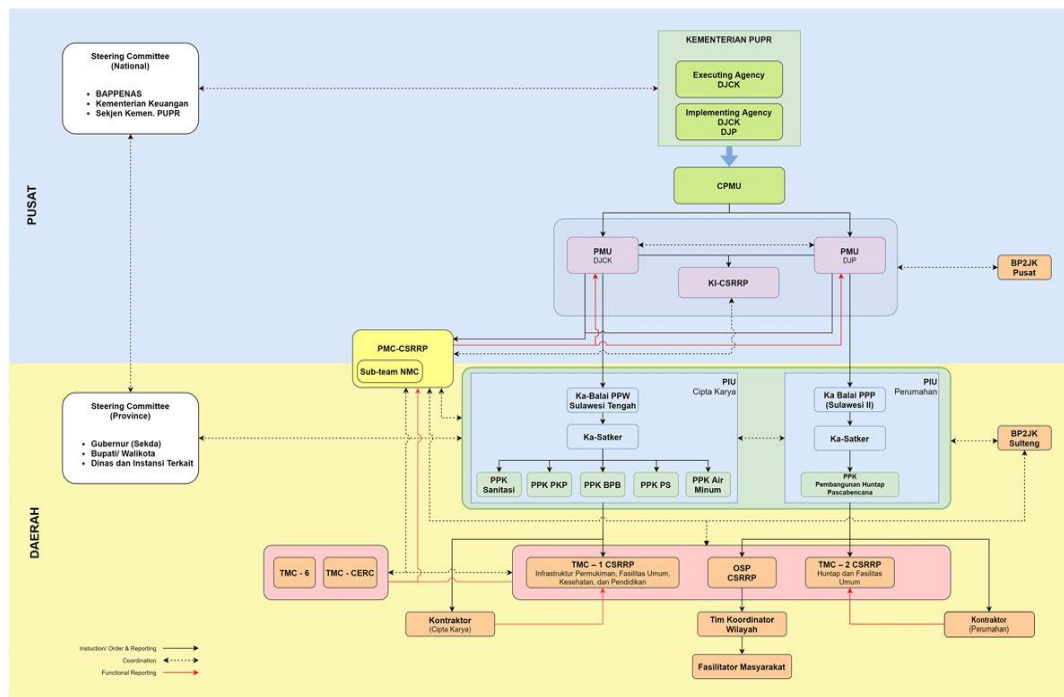 PUSAT
Steering Committee
(National)
• BAPPENAS
• Kementerian Keuangan
• Sekjen Kemen. PUPR
KEMENTERIAN PUPR
Executing Agency
DJCK
Implementing Agency
DJCK
DJP
CPMU
PMU
DJCK
PMU
DJP
KI-CSRRP
BP2JK
Pusat
PMC-CSRRP
Sub-team NMC
DAERAH
Steering Committee
(Province)
• Gubernur (Sekda)
• Bupati/ Walikota
• Dinas dan Instansi Terkait
PIU
Cipta Karya
Ka-Balai PPW
Sulawesi Tengah
Ka-Satker
PPK
Sanitasi
PPK PKP
PPK BPB
PPK PS
PPK Air
Minum
PIU
Perumahan
Ka Balai PPP
(Sulawesi II)
Ka-Satker
PPK
Pembangunan Huntap
Pascabencana
BP2JK
Sulteng
TMC - 6
TMC - CERC
TMC – 1 CSRRP
Infrastruktur Permukiman, Fasilitas Umum,
Kesehatan, dan Pendidikan
OSP
CSRRP
TMC – 2 CSRRP
Huntap dan Fasilitas
Umum
Kontraktor
(Cipta Karya)
Tim Koordinator
Wilayah
Kontraktor
(Perumahan)
Fasilitator Masyarakat
Instuction/ Order & Reporting
Coordination
Functional Reporting